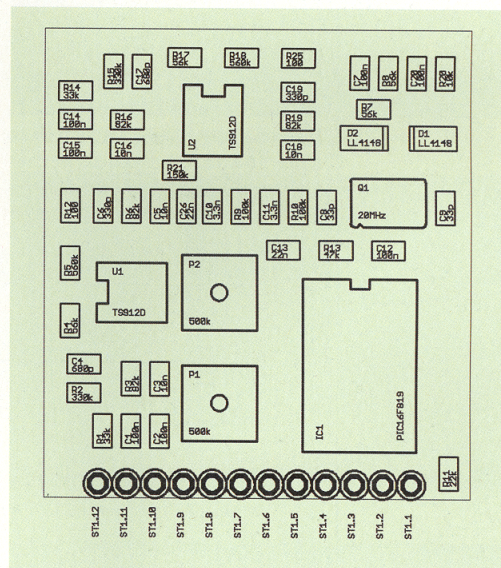 R15
330k
C17
680p
R17
56k
R18
560k
R25
100
C7
100n
R8
56k
C20
100n
R20
10k
R14
33k
C19
330p
R7
56k
C14
100n
R16
82k
U2
TS912D
R19
82k
D2
LL4148
D1
LL4148
C15
100n
C16
10n
C18
10n
R21
150k
R12
100
C6
330p
R6
82k
C5
10n
C26
22n
C10
3.3n
R9
100k
C11
3.3n
R10
100k
C8
33p
Q1
20MHz
C9
33p
C13
22n
R13
47k
C12
100n
R5
560k
U1
TS912D
P2
500k
R4
56k
C4
680p
R2
330k
R3
82k
C3
10n
P1
500k
IC1
PIC16F819
R1
33k
C1
100n
C2
100n
R11
22k
ST1.12
ST1.11
ST1.10
ST1.9
ST1.8
ST1.7
ST1.6
ST1.5
ST1.4
ST1.3
ST1.2
ST1.1